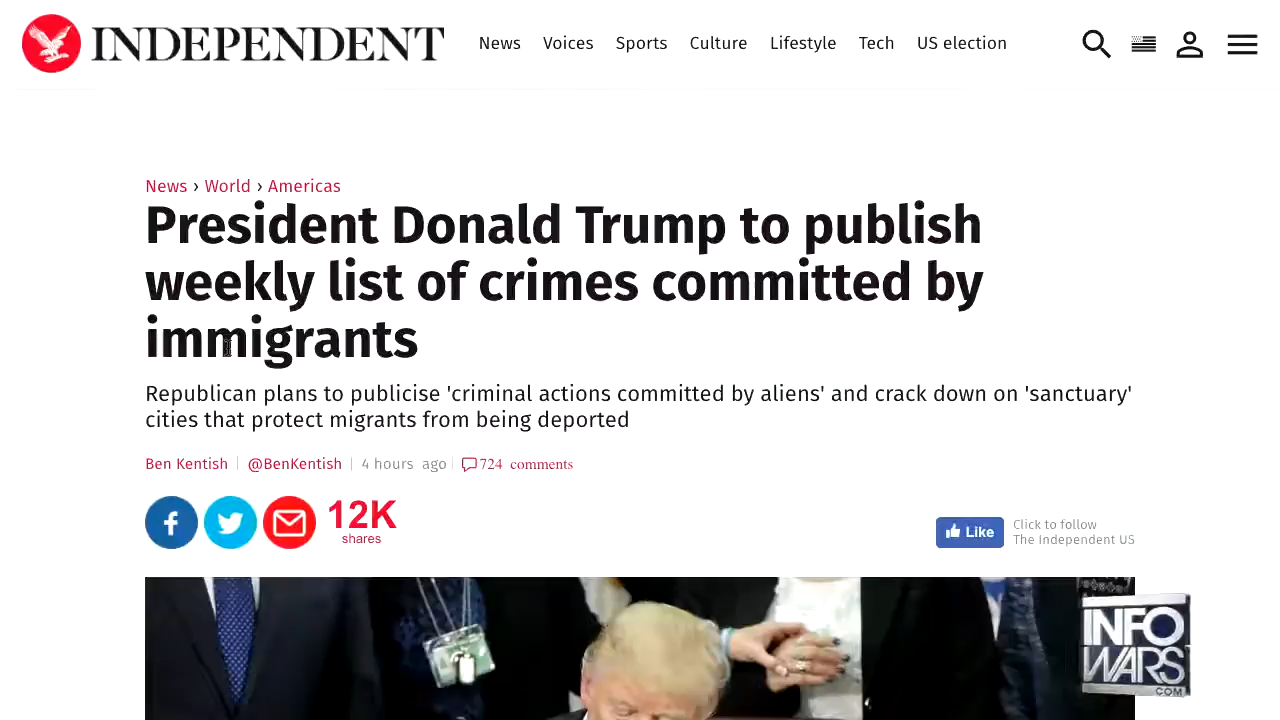 INDEPENDENT News Voices Sports Culture Lifestyle Tech US election
News › World › Americas
President Donald Trump to publish
weekly list of crimes committed by
immigrants
Republican plans to publicise 'criminal actions committed by aliens' and crack down on 'sanctuary'
cities that protect migrants from being deported
Ben Kentish @BenKentish 4 hours ago 724 comments
12K
shares
Like
Click to follow
The Independent US
INFO
WARS
.COM